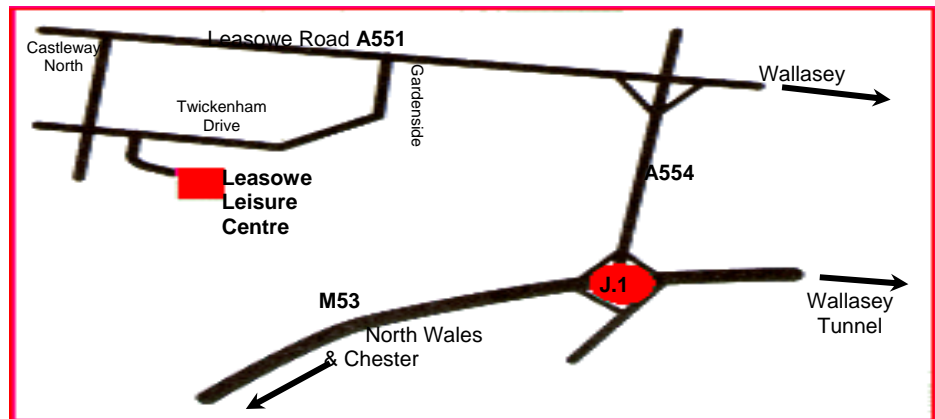 Leasowe Road A551
Castleway
North
Gardenside
Wallasey
Twickenham
Drive
A554
Leasowe
Leisure
Centre
J.1
M53
Wallasey
Tunnel
North Wales
& Chester